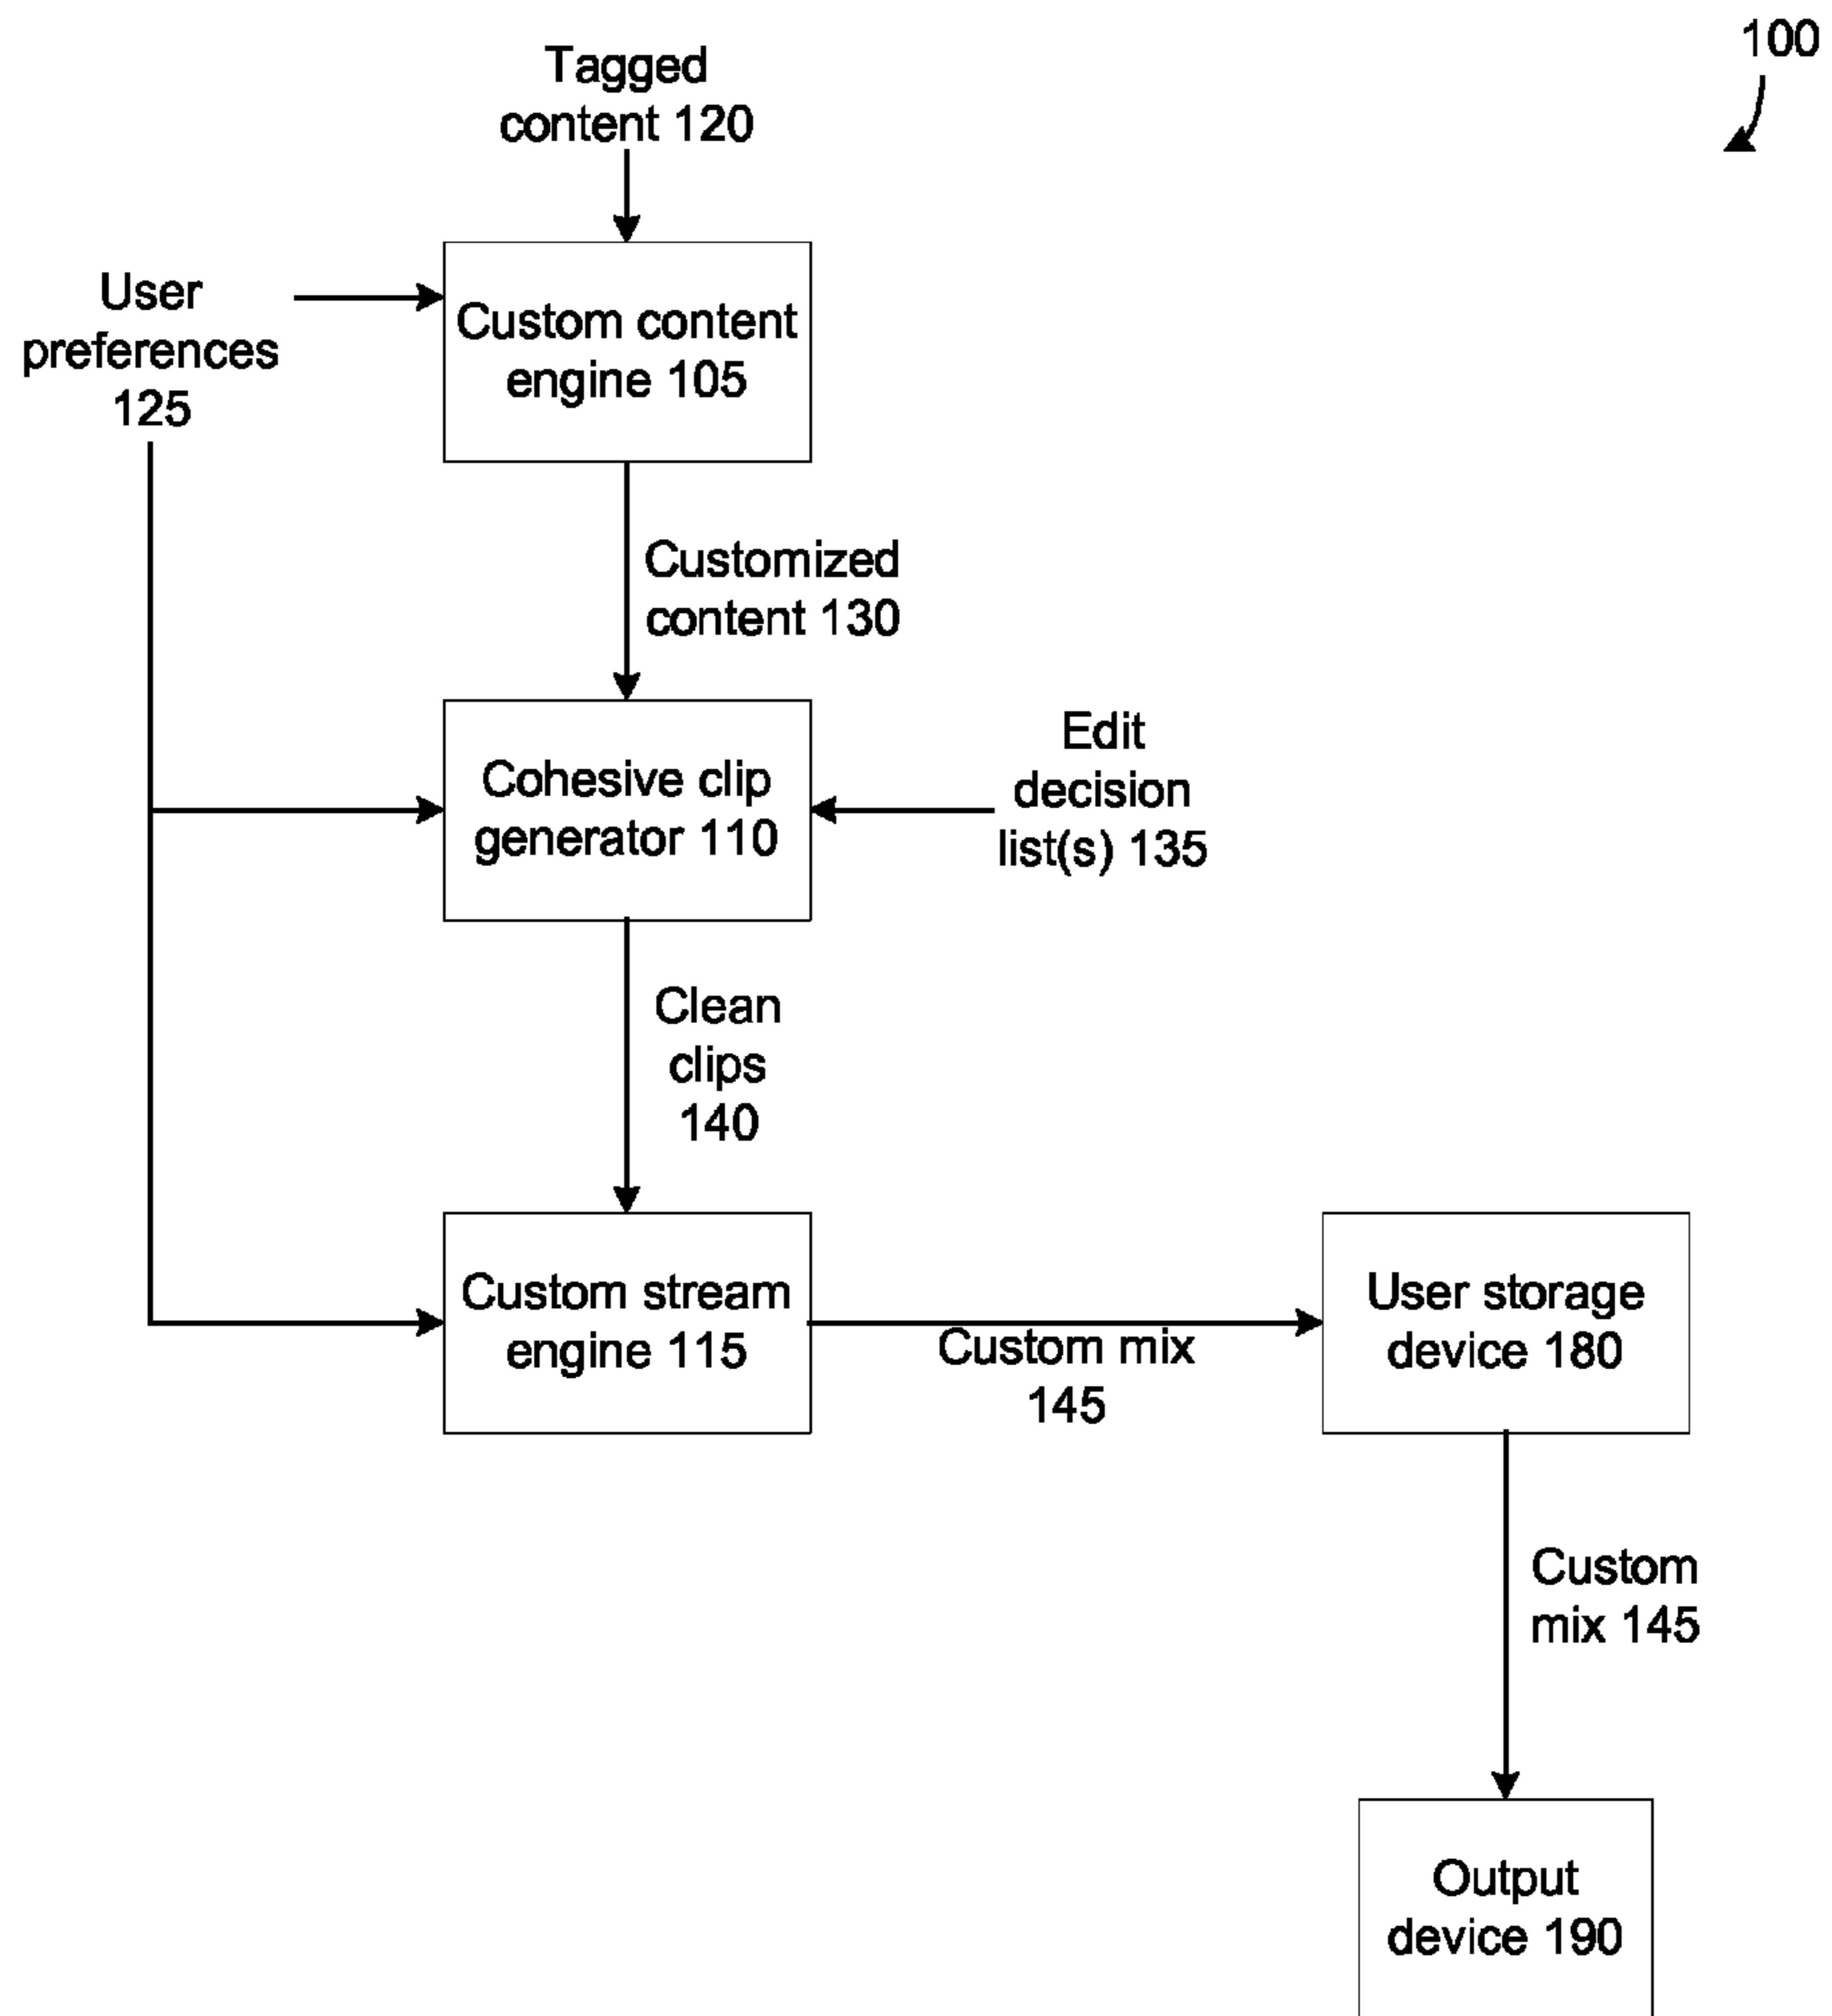 100
Tagged
content 120
User
preferences
125
Custom content
engine 105
Customized
content 130
Cohesive clip
generator 110
Edit
decision
list(s) 135
Clean
clips
140
Custom stream
engine 115
Custom mix
145
User storage
device 180
Custom
mix 145
Output
device 190